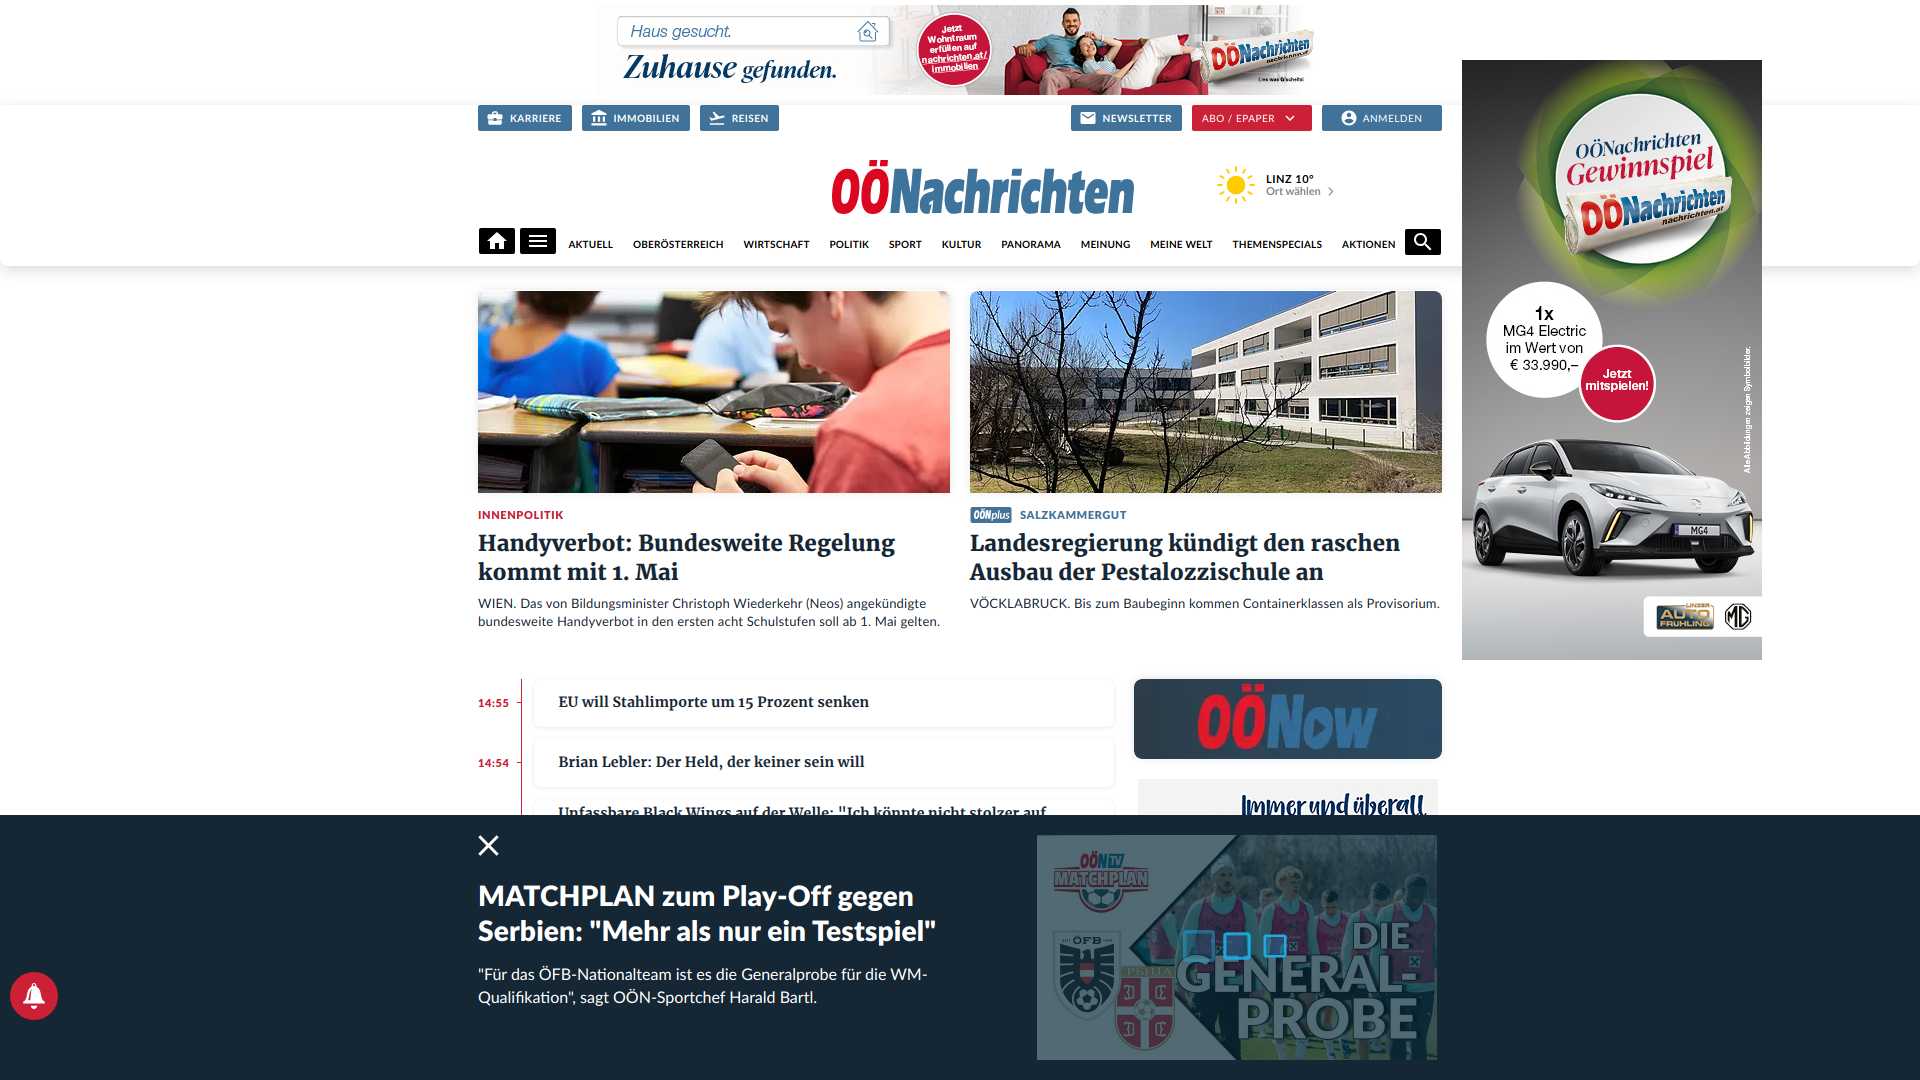 Haus gesucht.
Zuhause gefunden.
Jetzt
Wohntraum
erfüllen auf
nachrichten.at/
immobilien
OÖNachrichten
nachrichten.at
Lies was G'scheits!
KARRIERE
IMMOBILIEN
REISEN
NEWSLETTER
ABO / EPAPER
ANMELDEN
OÖNachrichten
LINZ 10°
Ort wählen
AKTUELL
OBERÖSTERREICH
WIRTSCHAFT
POLITIK
SPORT
KULTUR
PANORAMA
MEINUNG
MEINE WELT
THEMENSPECIALS
AKTIONEN
OÖNachrichten
Gewinnspiel
OÖNachrichten
nachrichten.at
1x
MG4 Electric
im Wert von
€ 33.990,–
Jetzt
mitspielen!
Alle Abbildungen zeigen Symbolbilder.
MG4
LINZER
AUTO
FRÜHLING
MG
INNENPOLITIK
Handyverbot: Bundesweite Regelung
kommt mit 1. Mai
WIEN. Das von Bildungsminister Christoph Wiederkehr (Neos) angekündigte
bundesweite Handyverbot in den ersten acht Schulstufen soll ab 1. Mai gelten.
OÖNplus SALZKAMMERGUT
Landesregierung kündigt den raschen
Ausbau der Pestalozzischule an
VÖCKLABRUCK. Bis zum Baubeginn kommen Containerklassen als Provisorium.
14:55
EU will Stahlimporte um 15 Prozent senken
14:54
Brian Lebler: Der Held, der keiner sein will
Unfassbare Black Wings auf der Welle: "Ich könnte nicht stolzer auf
OÖNow
Immer und überall
MATCHPLAN zum Play-Off gegen
Serbien: "Mehr als nur ein Testspiel"
"Für das ÖFB-Nationalteam ist es die Generalprobe für die WM-
Qualifikation", sagt OÖN-Sportchef Harald Bartl.
OÖN TV
MATCHPLAN
ÖFB
DIE
GENERAL-
PROBE